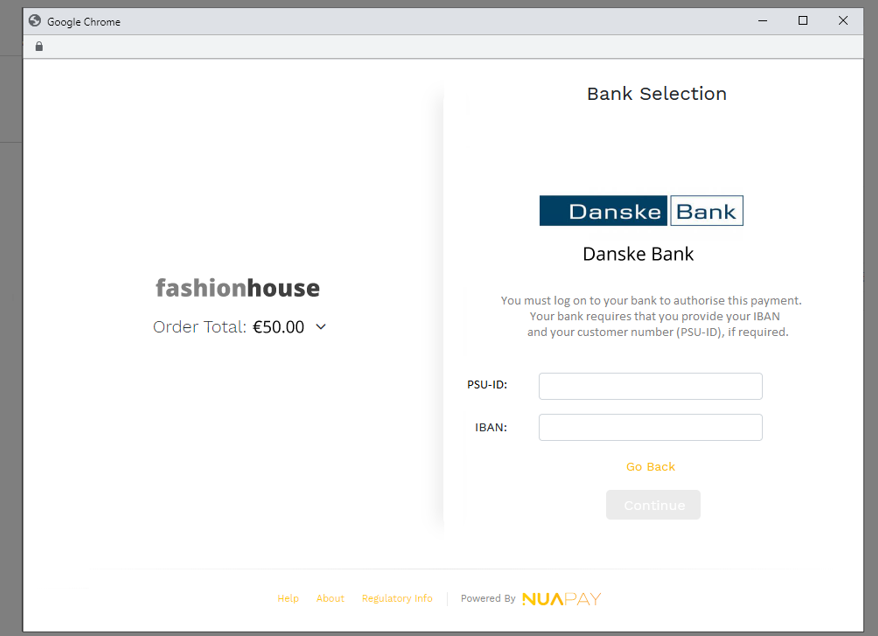 Google Chrome
Bank Selection
Danske Bank
Danske Bank
You must log on to your bank to authorise this payment.
Your bank requires that you provide your IBAN
and your customer number (PSU-ID), if required.
fashionhouse
Order Total: €50.00
PSU-ID:
IBAN:
Go Back
Continue
Help About Regulatory Info Powered By NUAPAY